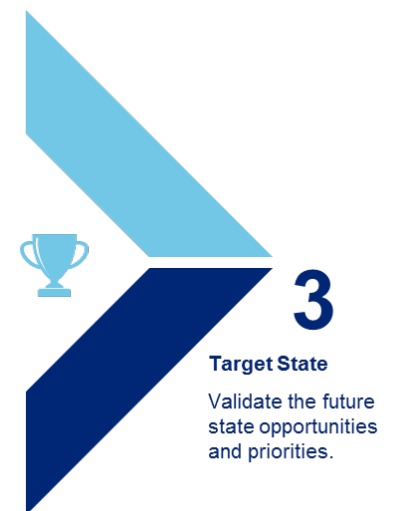 3
Target State
Validate the future
state opportunities
and priorities.